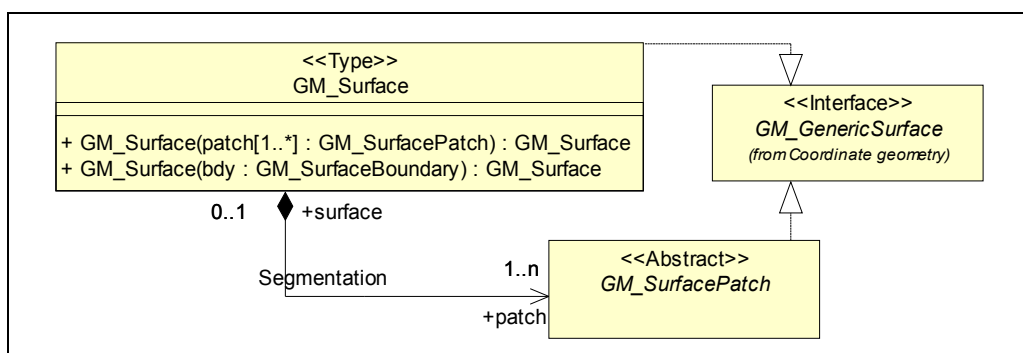 <<Type>>
GM_Surface
+ GM_Surface(patch[1..*] : GM_SurfacePatch) : GM_Surface
+ GM_Surface(bdy : GM_SurfaceBoundary) : GM_Surface
<<Interface>>
GM_GenericSurface
(from Coordinate geometry)
0..1
+surface
Segmentation
1..n
+patch
<<Abstract>>
GM_SurfacePatch